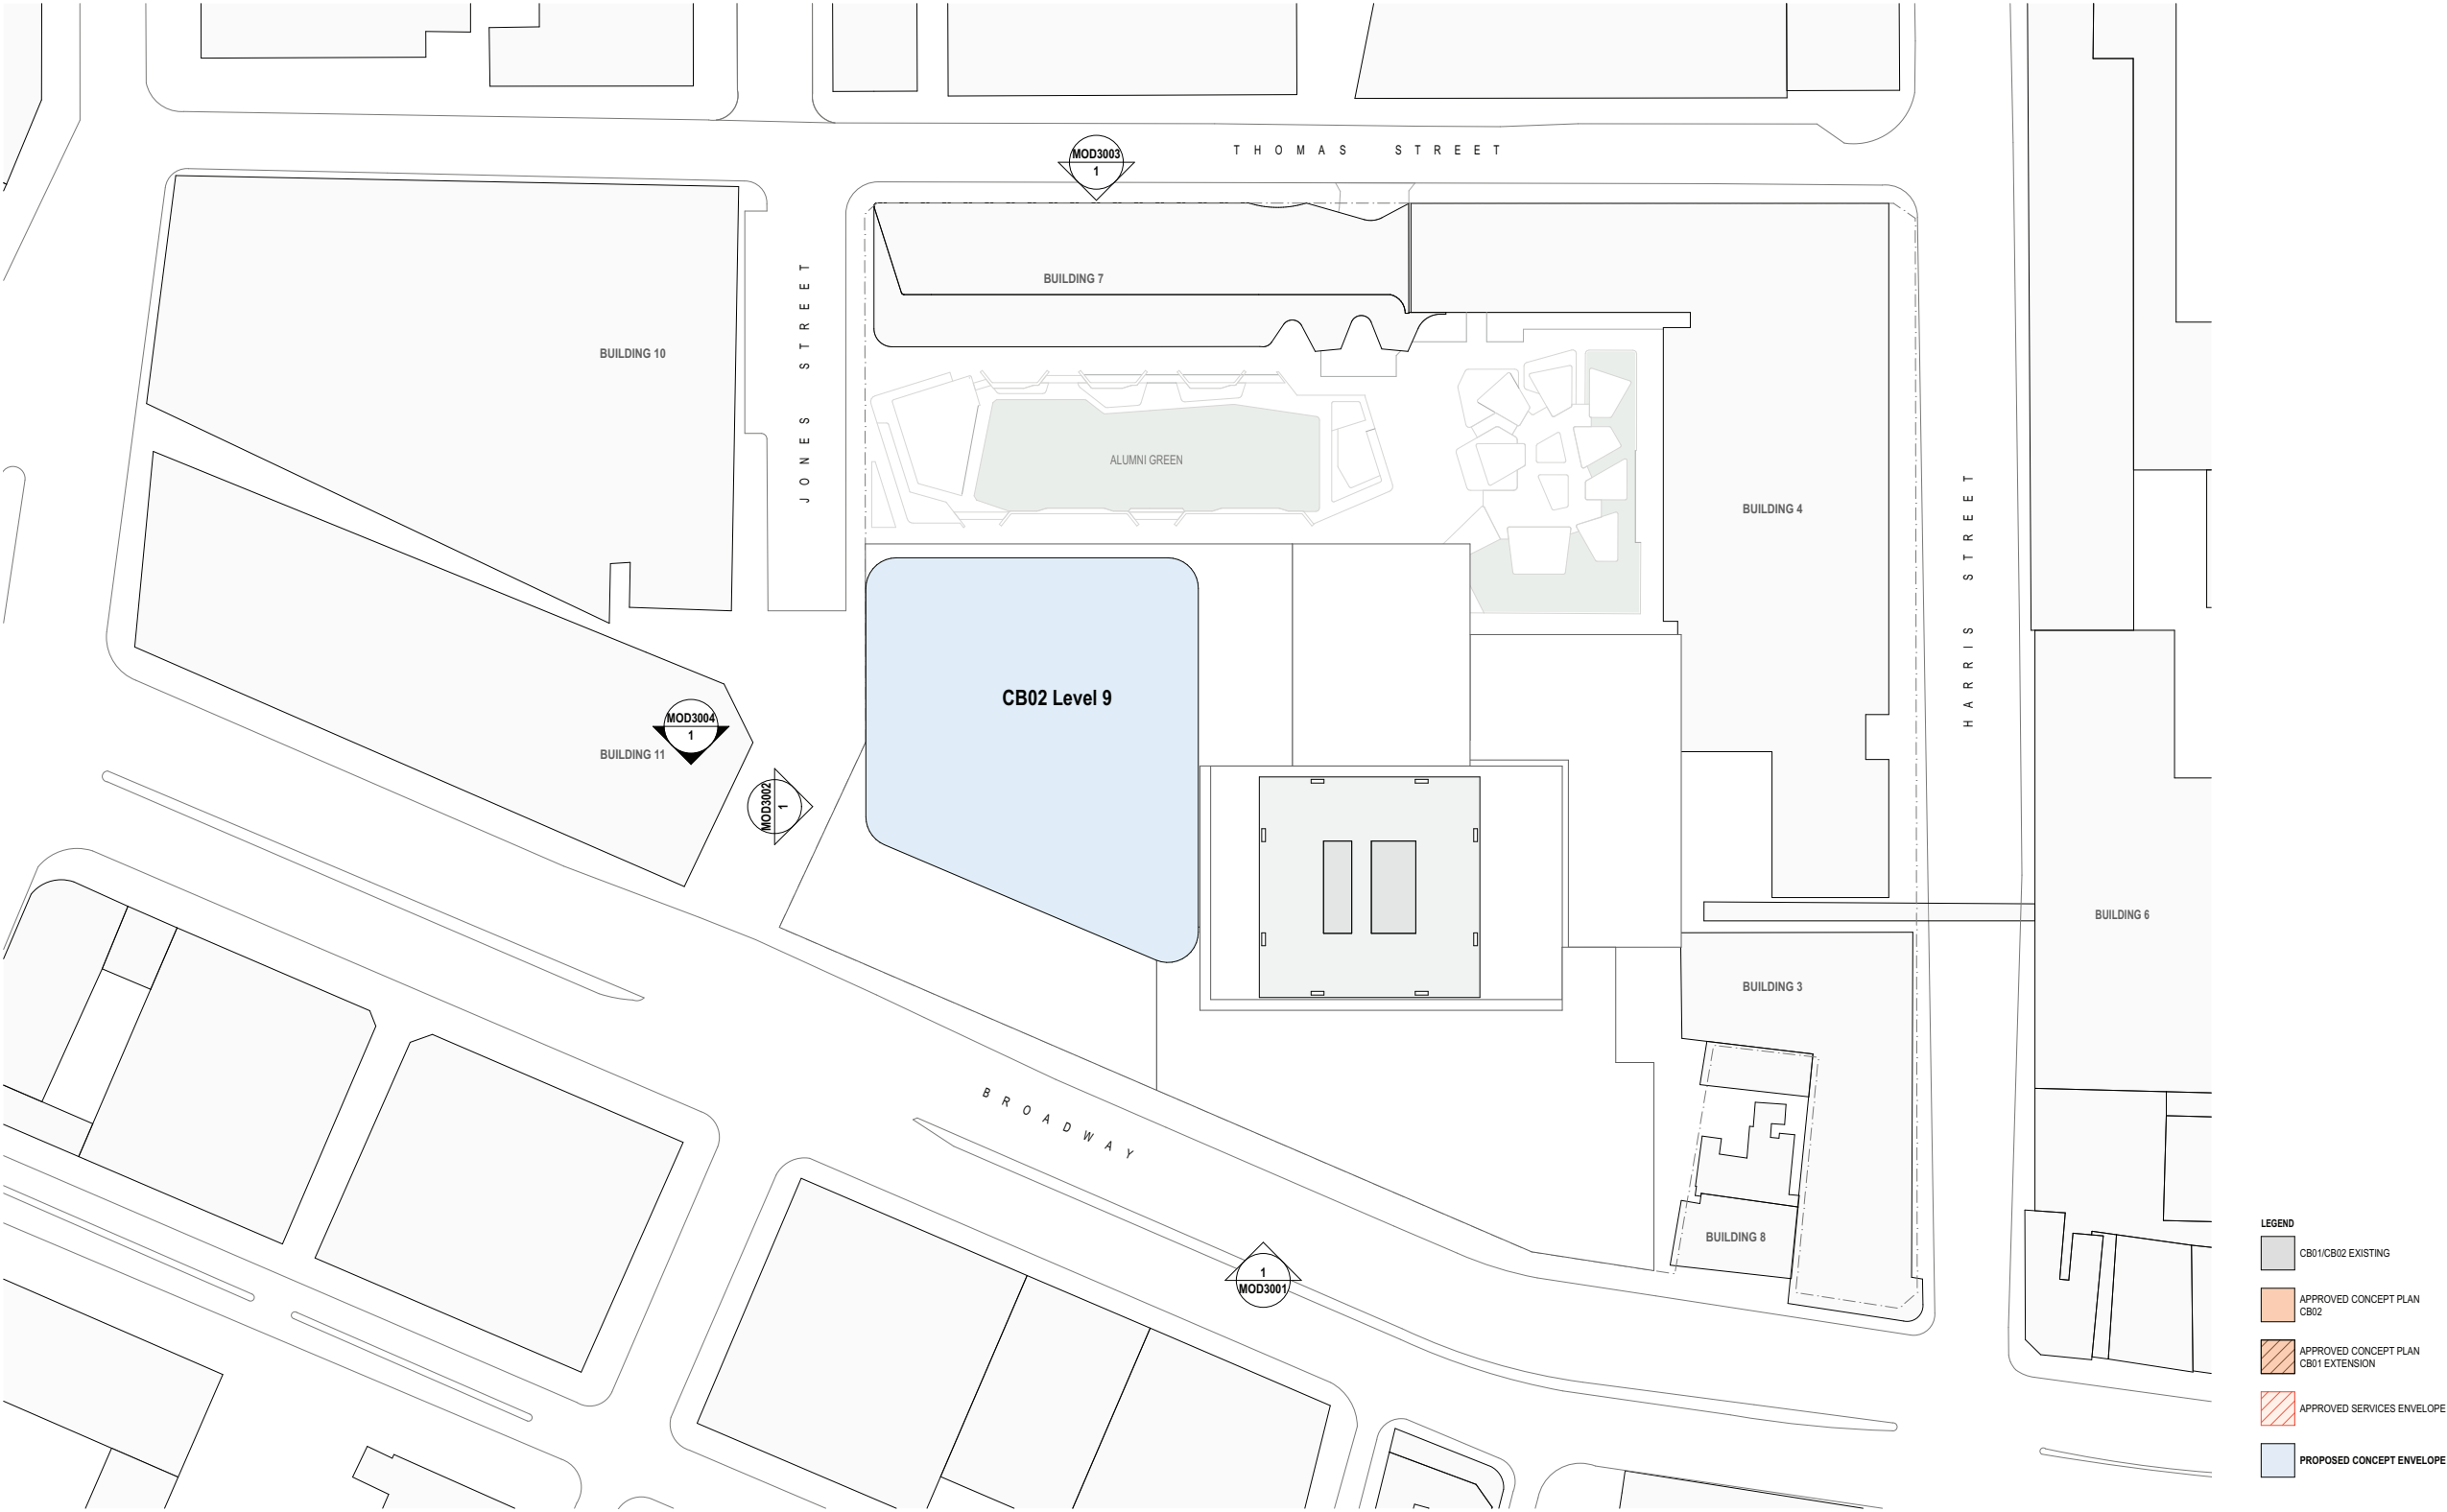 THOMAS STREET
MOD3003
1
BUILDING 7
JONES STREET
BUILDING 10
ALUMNI GREEN
BUILDING 4
HARRIS STREET
CB02 Level 9
MOD3004
1
BUILDING 11
MOD3002
1
BUILDING 6
BUILDING 3
BROADWAY
BUILDING 8
1
MOD3001
LEGEND
CB01/CB02 EXISTING
APPROVED CONCEPT PLAN
CB02
APPROVED CONCEPT PLAN
CB01 EXTENSION
APPROVED SERVICES ENVELOPE
PROPOSED CONCEPT ENVELOPE